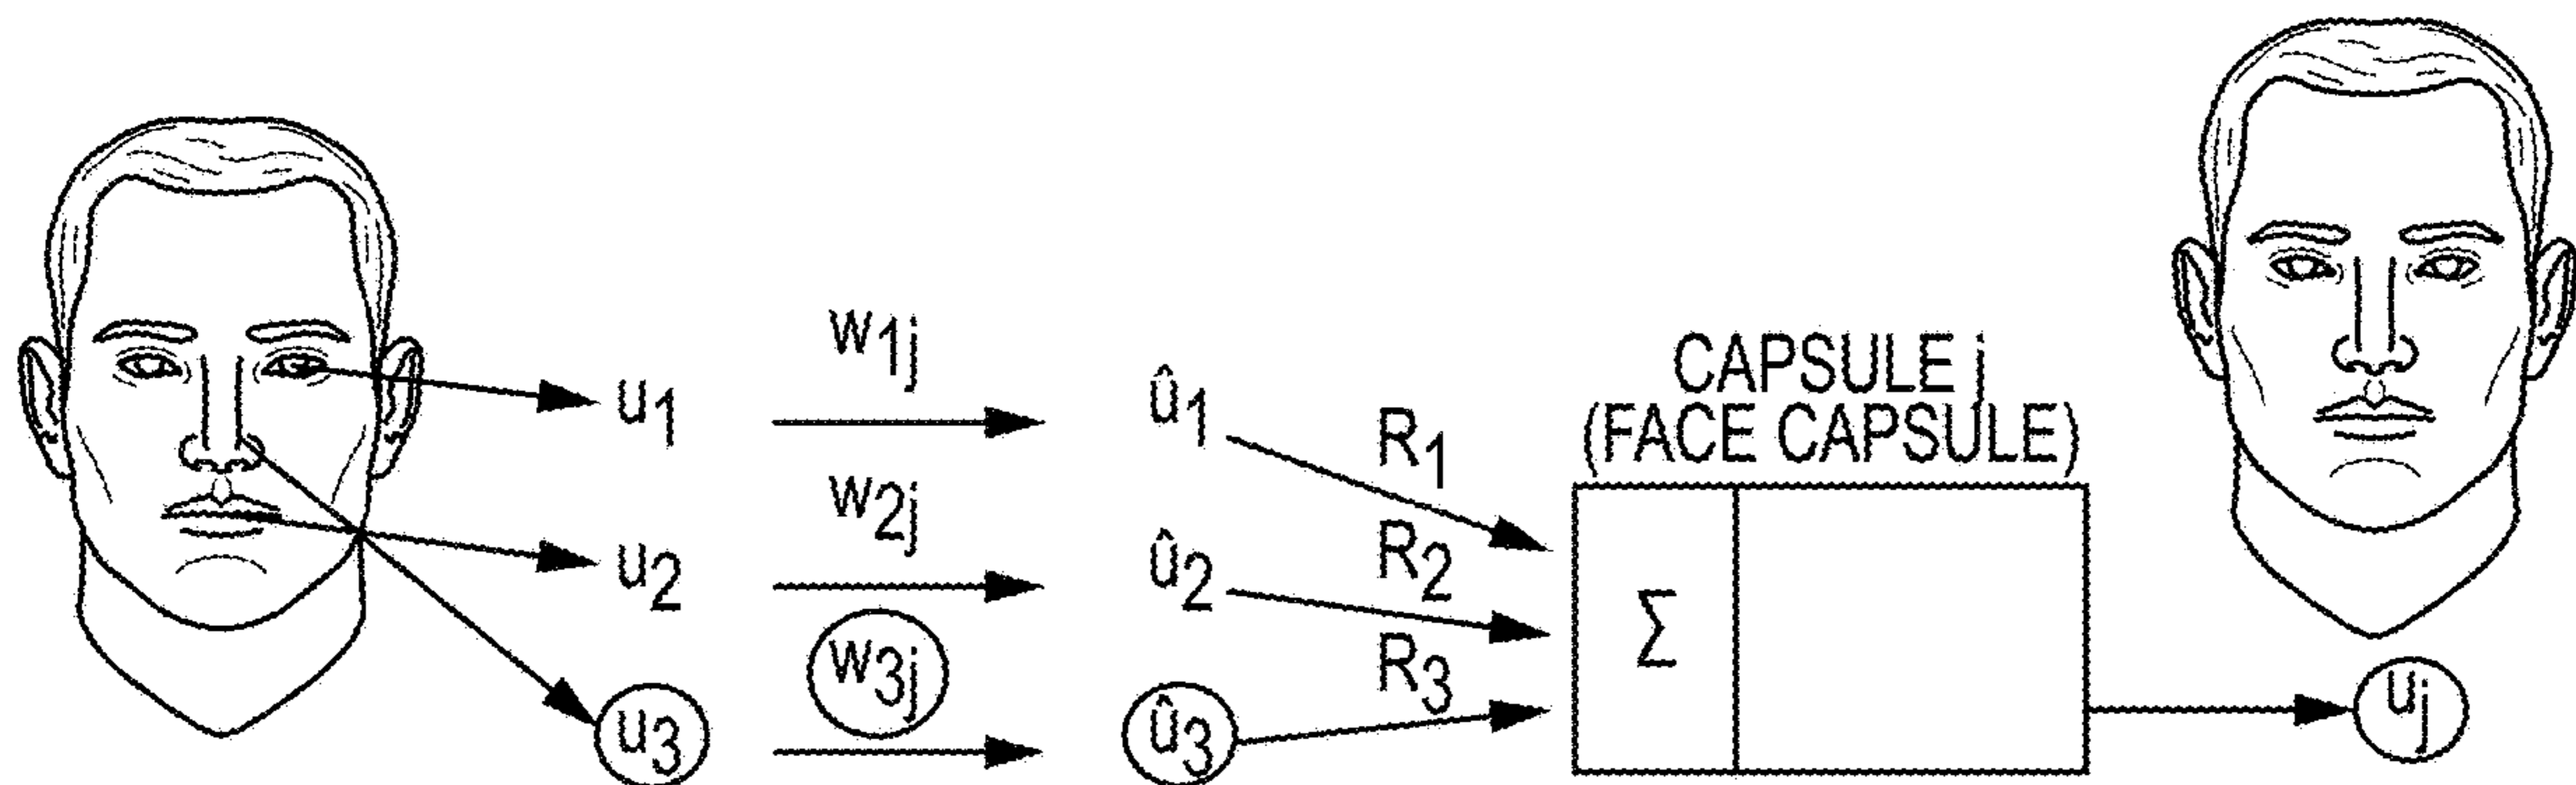 w1j
u1
û1
R1
CAPSULE j
(FACE CAPSULE)
w2j
u2
û2
R2
Σ
w3j
u3
û3
R3
uj